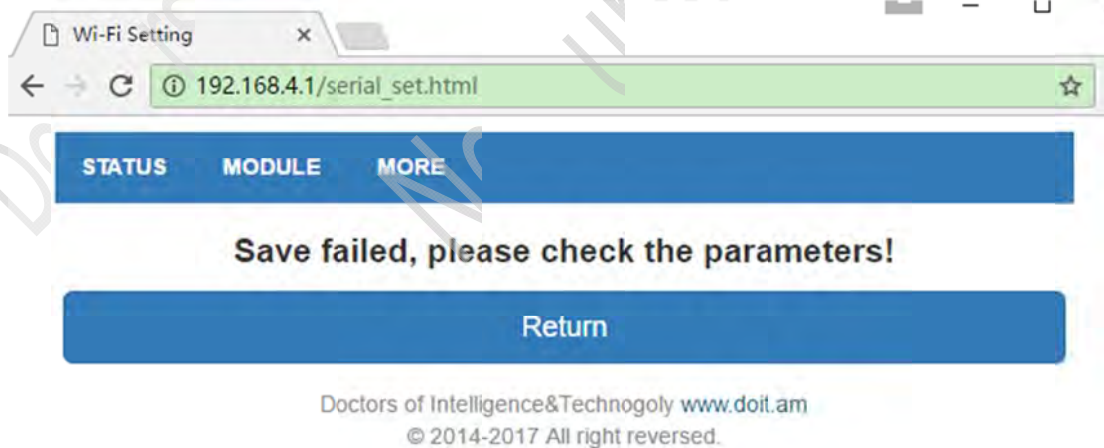 Wi-Fi Setting
192.168.4.1/serial_set.html
STATUS MODULE MORE
Save failed, please check the parameters!
Return
Doctors of Intelligence&Technogoly www.doit.am
© 2014-2017 All right reversed.